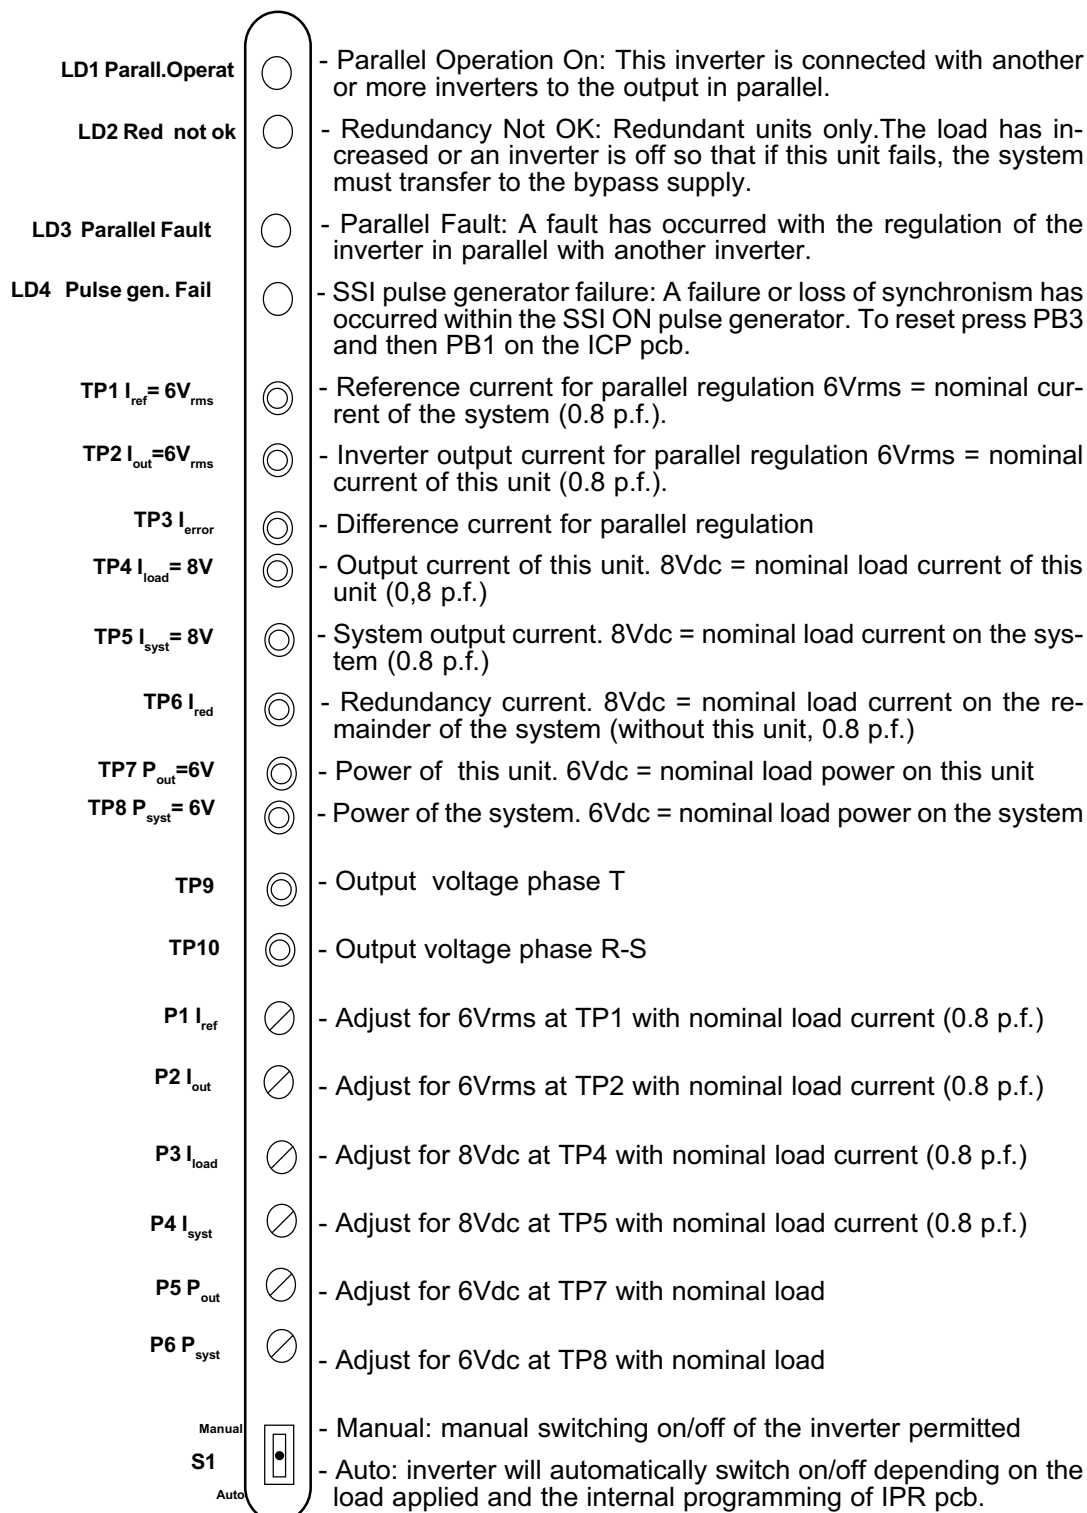 LD1 Parall.Operat
- Parallel Operation On: This inverter is connected with another
or more inverters to the output in parallel.
LD2 Red not ok
- Redundancy Not OK: Redundant units only.The load has in-
creased or an inverter is off so that if this unit fails, the system
must transfer to the bypass supply.
LD3 Parallel Fault
- Parallel Fault: A fault has occurred with the regulation of the
inverter in parallel with another inverter.
LD4 Pulse gen. Fail
- SSI pulse generator failure: A failure or loss of synchronism has
occurred within the SSI ON pulse generator. To reset press PB3
and then PB1 on the ICP pcb.
TP1 Iref= 6Vrms
- Reference current for parallel regulation 6Vrms = nominal cur-
rent of the system (0.8 p.f.).
TP2 Iout=6Vrms
- Inverter output current for parallel regulation 6Vrms = nominal
current of this unit (0.8 p.f.).
TP3 Ierror
- Difference current for parallel regulation
TP4 Iload= 8V
- Output current of this unit. 8Vdc = nominal load current of this
unit (0,8 p.f.)
TP5 Isyst= 8V
- System output current. 8Vdc = nominal load current on the sys-
tem (0.8 p.f.)
TP6 Ired
- Redundancy current. 8Vdc = nominal load current on the re-
mainder of the system (without this unit, 0.8 p.f.)
TP7 Pout=6V
- Power of this unit. 6Vdc = nominal load power on this unit
TP8 Psyst= 6V
- Power of the system. 6Vdc = nominal load power on the system
TP9
- Output voltage phase T
TP10
- Output voltage phase R-S
P1 Iref
- Adjust for 6Vrms at TP1 with nominal load current (0.8 p.f.)
P2 Iout
- Adjust for 6Vrms at TP2 with nominal load current (0.8 p.f.)
P3 Iload
- Adjust for 8Vdc at TP4 with nominal load current (0.8 p.f.)
P4 Isyst
- Adjust for 8Vdc at TP5 with nominal load current (0.8 p.f.)
P5 Pout
- Adjust for 6Vdc at TP7 with nominal load
P6 Psyst
- Adjust for 6Vdc at TP8 with nominal load
Manual
- Manual: manual switching on/off of the inverter permitted
S1
- Auto: inverter will automatically switch on/off depending on the
Auto
load applied and the internal programming of IPR pcb.